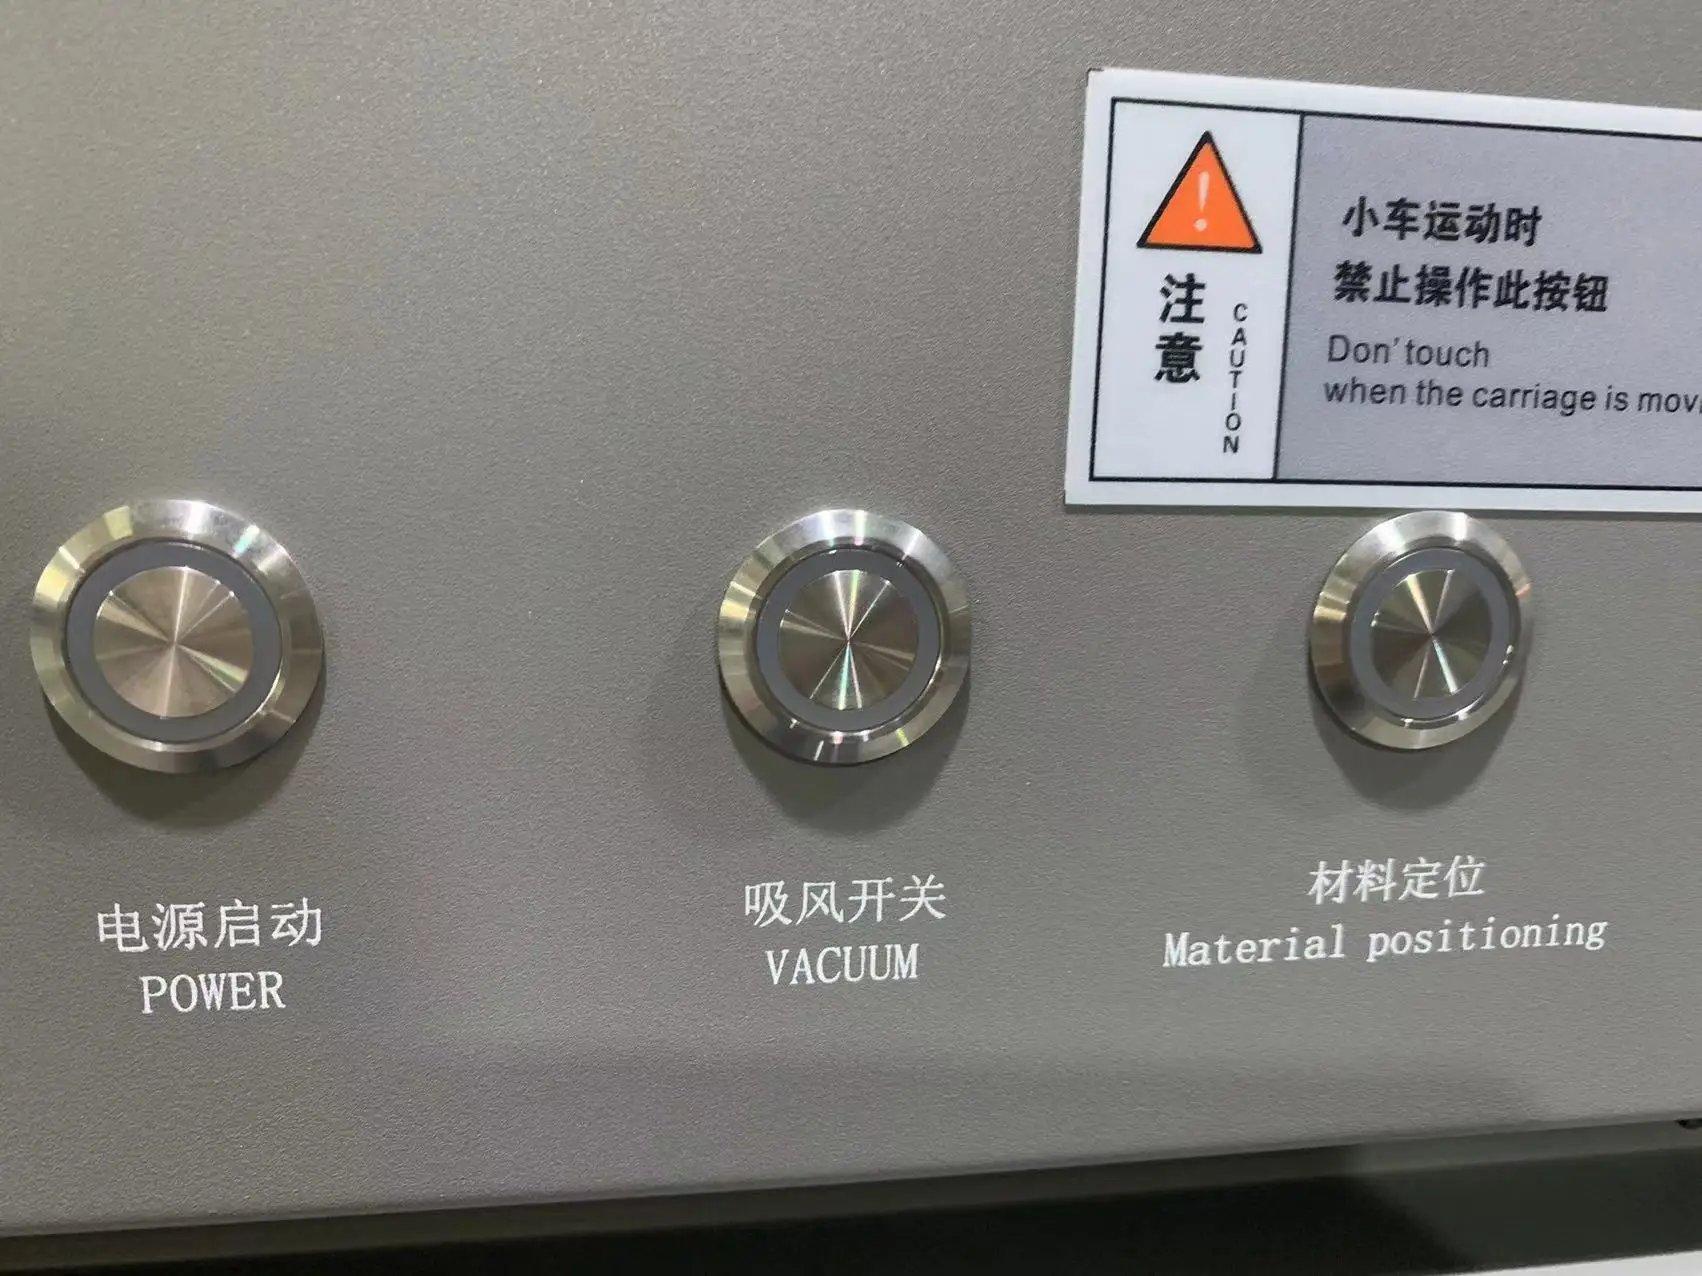 注意
CAUTION
小车运动时
禁止操作此按钮
Don' touch
when the carriage is
电源启动
POWER
吸风开关
VACUUM
材料定位
Material positioning